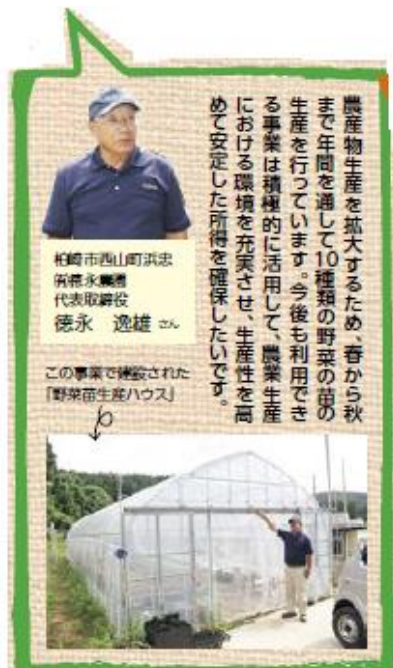 農産物生産を拡大するため、春から秋
まで年間を通して10種類の野菜の苗の
生産を行っています。今後も利用でき
る事業は積極的に活用して、農業生産
における環境を充実させ、生産性を高
めて安定した所得を確保したいです。
柏崎市西山町浜忠
㈲徳永農園
代表取締役
徳永 逸雄 さん
この事業で建設された
「野菜苗生産ハウス」